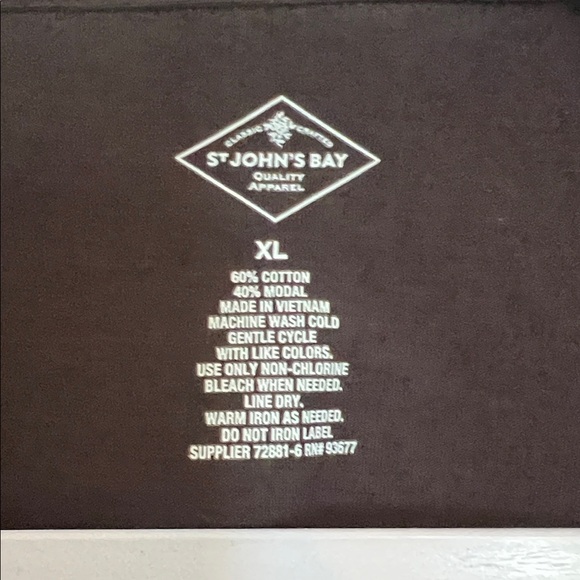 CLASSIC & CRAFTED
ST JOHN'S BAY
QUALITY
APPAREL
XL
60% COTTON
40% MODAL
MADE IN VIETNAM
MACHINE WASH COLD
GENTLE CYCLE
WITH LIKE COLORS.
USE ONLY NON-CHLORINE
BLEACH WHEN NEEDED.
LINE DRY.
WARM IRON AS NEEDED.
DO NOT IRON LABEL
SUPPLIER 72881-6 RN# 93677